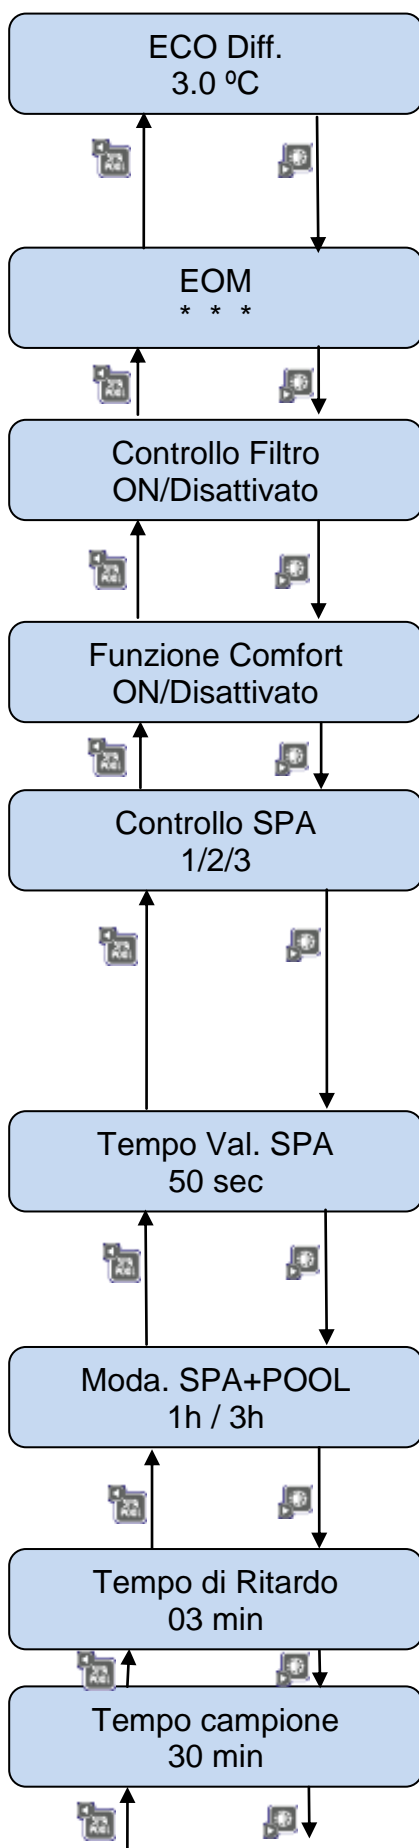 ECO Diff.
3.0 ºC
EOM
* * *
Controllo Filtro
ON/Disattivato
Funzione Comfort
ON/Disattivato
Controllo SPA
1/2/3
Tempo Val. SPA
50 sec
Moda. SPA+POOL
1h / 3h
Tempo di Ritardo
03 min
Tempo campione
30 min